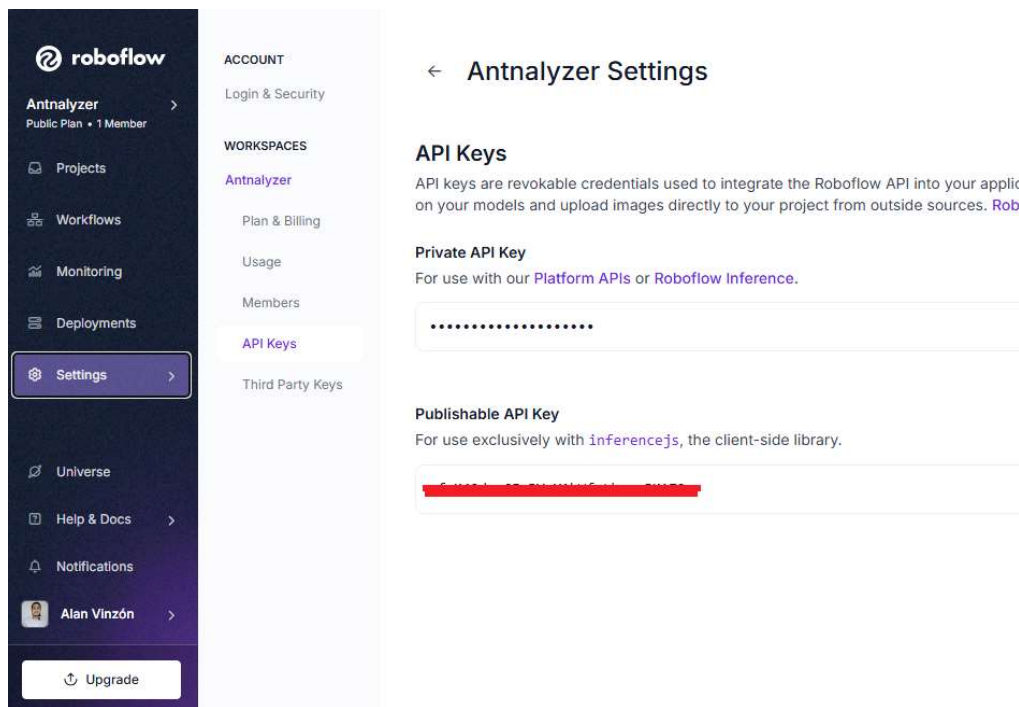 roboflow
Antnalyzer
Public Plan • 1 Member
Projects
Workflows
Monitoring
Deployments
Settings
Universe
Help & Docs
Notifications
Alan Vinzón
Upgrade
ACCOUNT
Login & Security
WORKSPACES
Antnalyzer
Plan & Billing
Usage
Members
API Keys
Third Party Keys
Antnalyzer Settings
API Keys
API keys are revokable credentials used to integrate the Roboflow API into your
on your models and upload images directly to your project from outside sources.
Private API Key
For use with our Platform APIs or Roboflow Inference.
••••••••••••••••••••
Publishable API Key
For use exclusively with inferencejs, the client-side library.